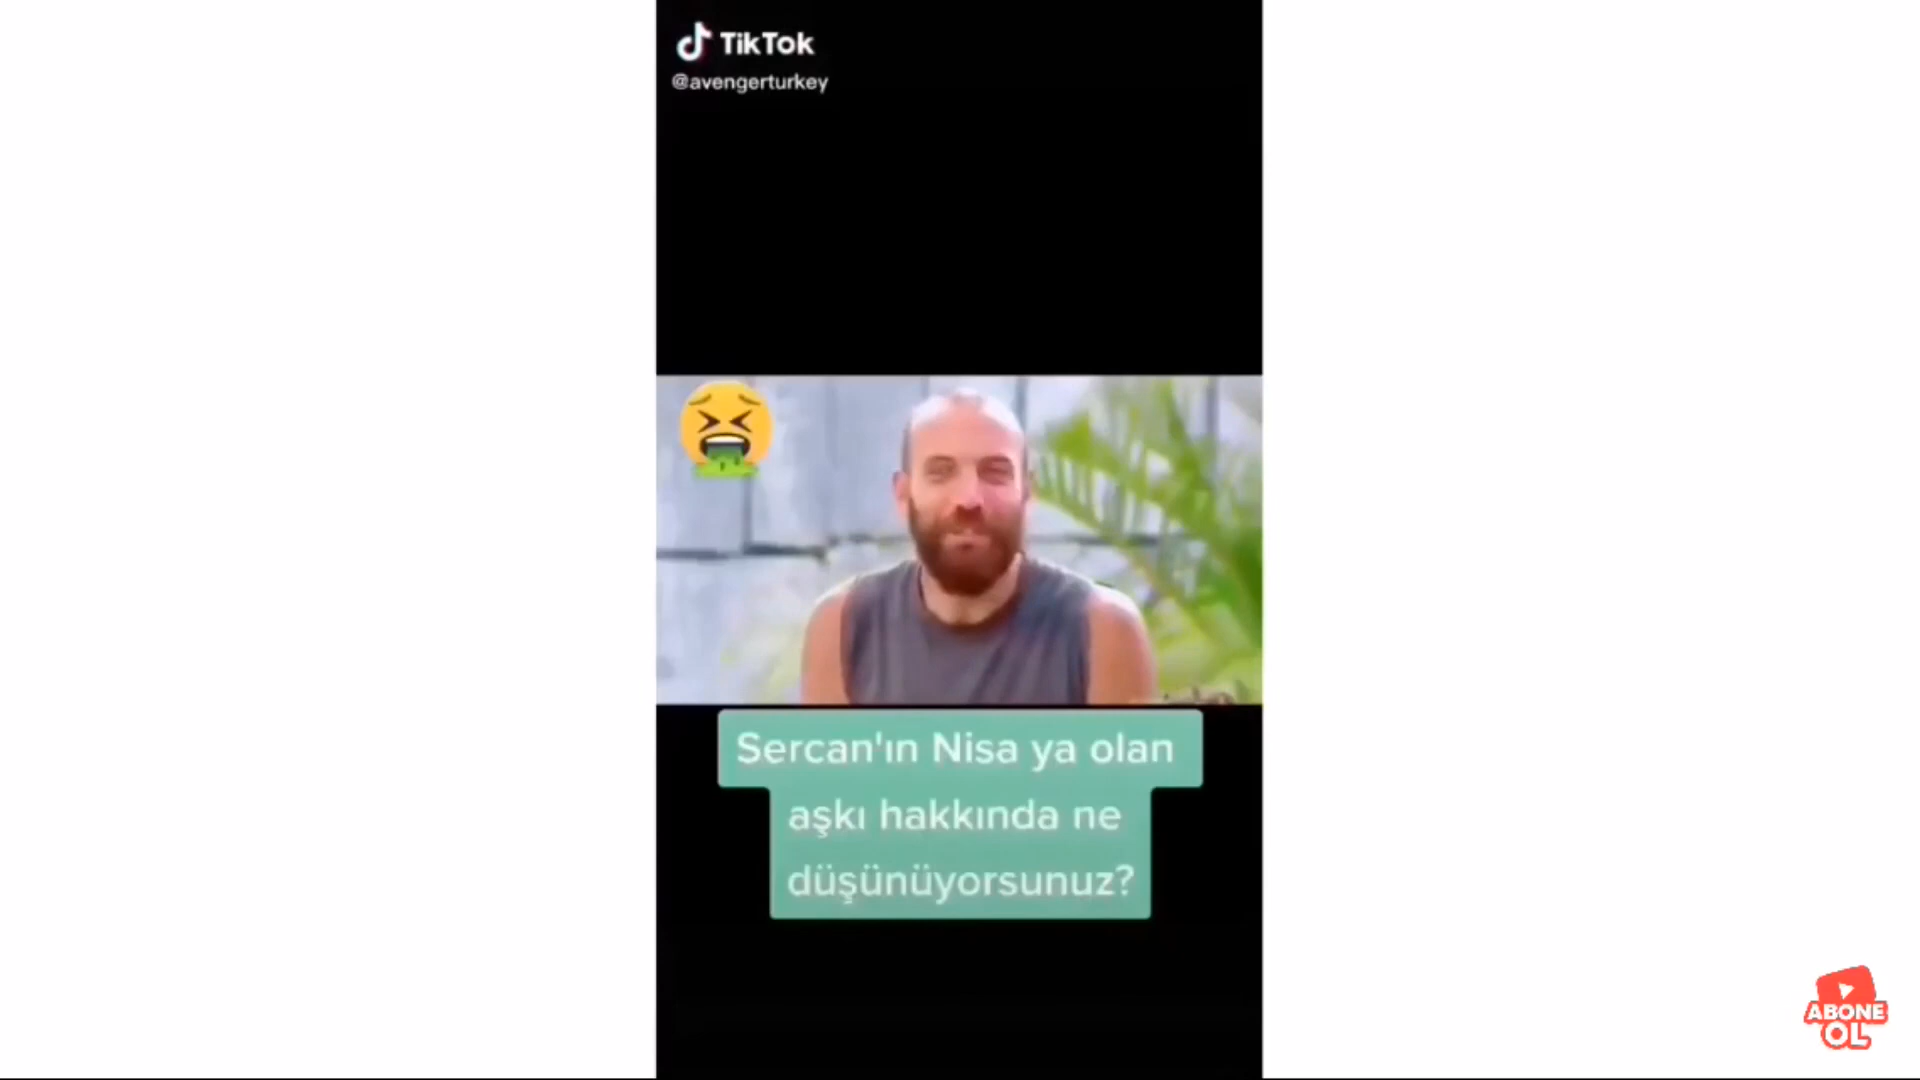 TikTok
@avengerturkey
Sercan'ın Nisa ya olan
aşkı hakkında ne
düşünüyorsunuz?
ABONE
OL